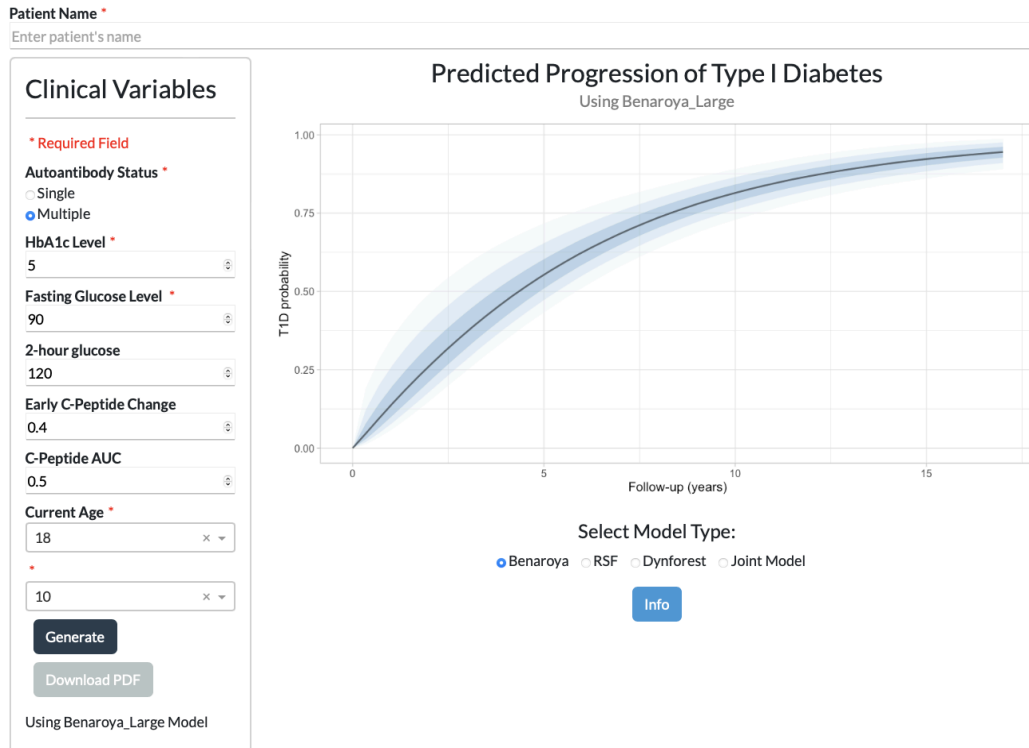 Patient Name *
Enter patient's name
Clinical Variables
* Required Field
Autoantibody Status *
Single
Multiple
HbA1c Level *
5
Fasting Glucose Level *
90
2-hour glucose
120
Early C-Peptide Change
0.4
C-Peptide AUC
0.5
Current Age *
18
*
10
Generate
Download PDF
Using Benaroya_Large Model
Predicted Progression of Type I Diabetes
Using Benaroya_Large
T1D probability
1.00
0.75
0.50
0.25
0.00
0 5 10 15
Follow-up (years)
Select Model Type:
Benaroya RSF Dynforest Joint Model
Info